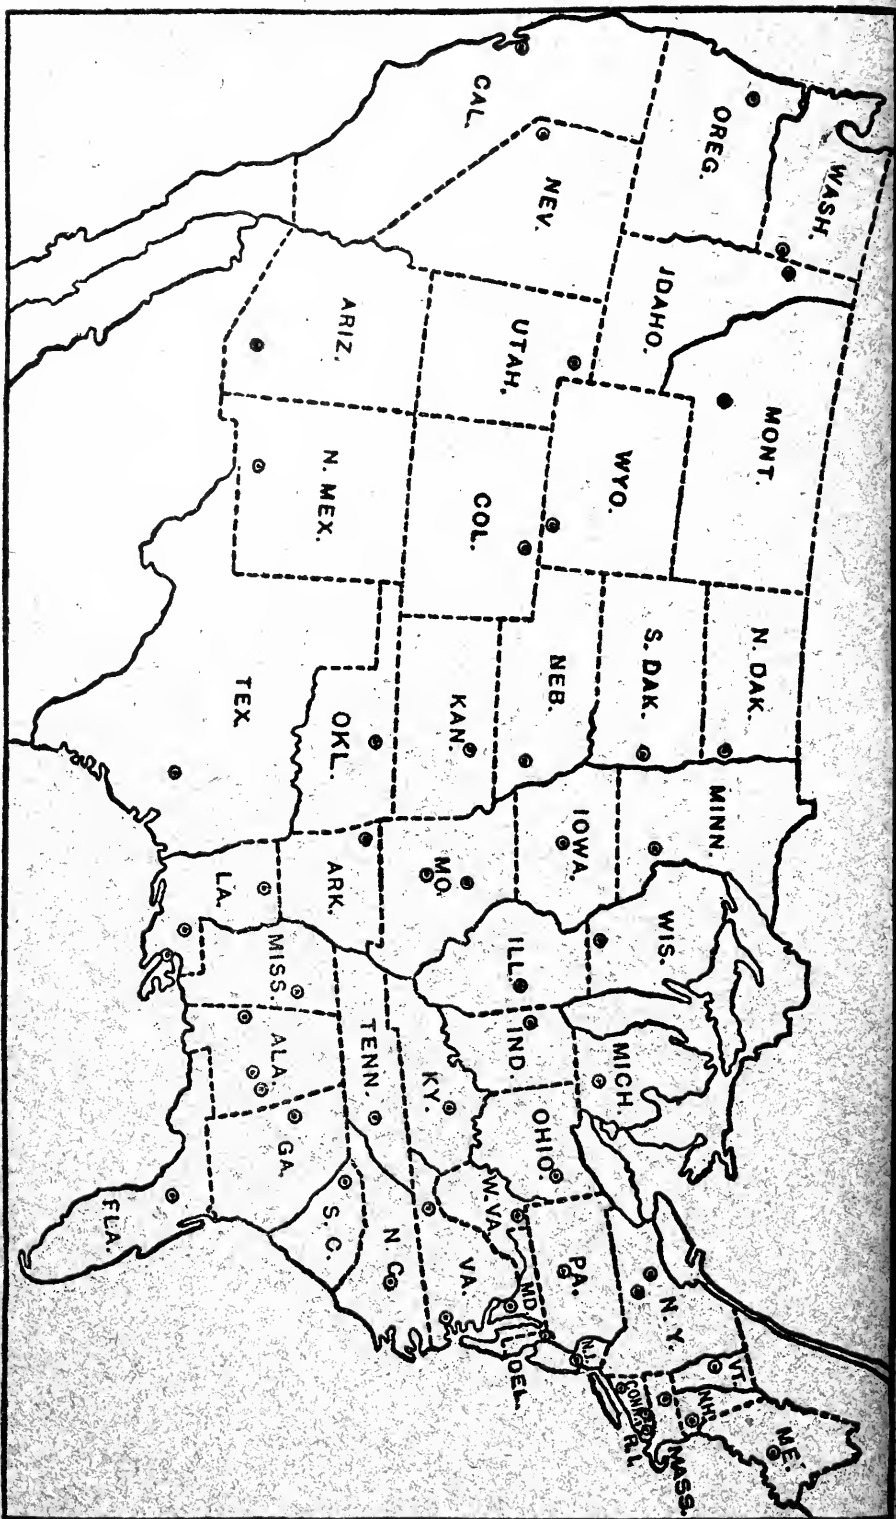 WASH.
OREG.
CAL.
NEV.
IDAHO.
MONT.
WYO.
UTAH.
COL.
ARIZ.
N. MEX.
N. DAK.
S. DAK.
NEB.
KAN.
OKL.
TEX.
MINN.
IOWA.
MO.
ARK.
LA.
WIS.
ILL.
MICH.
IND.
OHIO.
KY.
TENN.
MISS.
ALA.
GA.
FLA.
S. C.
N. C.
VA.
W.VA.
MD.
DEL.
PA.
N.J.
N. Y.
CONN.
R.I.
MASS.
VT.
N.H.
ME.